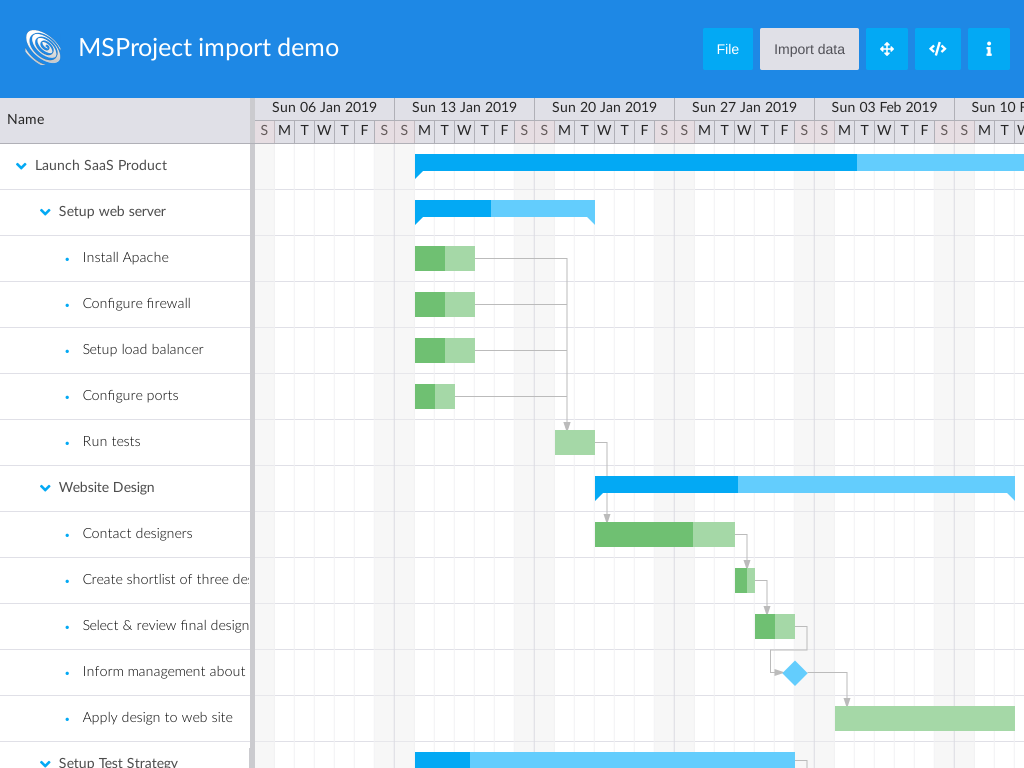 MSProject import demo
File
Import data
Name
Sun 06 Jan 2019 Sun 13 Jan 2019 Sun 20 Jan 2019 Sun 27 Jan 2019 Sun 03 Feb 2019 Sun 10 F
S M T W T F S S M T W T F S S M T W T F S S M T W T F S S M T W T F S S M T W
Launch SaaS Product
Setup web server
Install Apache
Configure firewall
Setup load balancer
Configure ports
Run tests
Website Design
Contact designers
Create shortlist of three des
Select & review final design
Inform management about
Apply design to web site
Setup Test Strategy